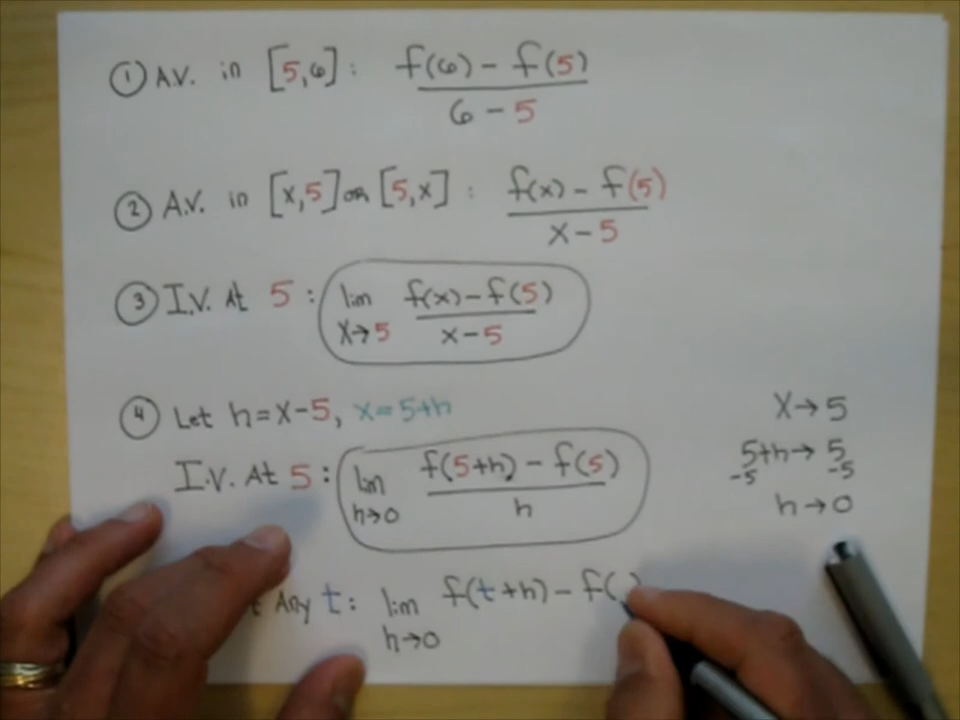 ① A.V. in [5,6] : f(6) - f(5) / 6 - 5
② A.V. in [x,5] or [5,x] : f(x) - f(5) / x - 5
③ I.V. At 5 : lim x→5 f(x) - f(5) / x - 5
④ Let h = x - 5, x = 5+h
I.V. At 5 : lim h→0 f(5+h) - f(5) / h
x → 5
5+h → 5
-5 -5
h → 0
Any t: lim h→0 f(t+h) - f( )